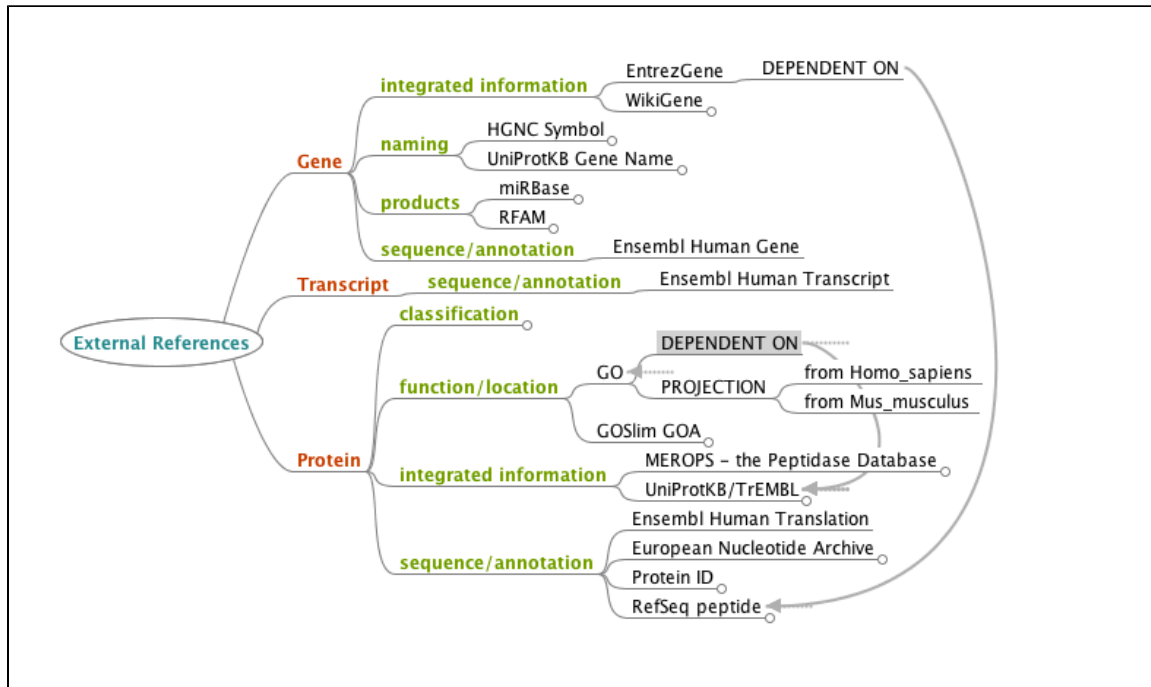 External References
Gene
integrated information
EntrezGene
DEPENDENT ON
WikiGene
naming
HGNC Symbol
UniProtKB Gene Name
products
miRBase
RFAM
sequence/annotation
Ensembl Human Gene
Transcript
sequence/annotation
Ensembl Human Transcript
Protein
classification
function/location
GO
DEPENDENT ON
PROJECTION
from Homo_sapiens
from Mus_musculus
GOSlim GOA
integrated information
MEROPS – the Peptidase Database
UniProtKB/TrEMBL
sequence/annotation
Ensembl Human Translation
European Nucleotide Archive
Protein ID
RefSeq peptide